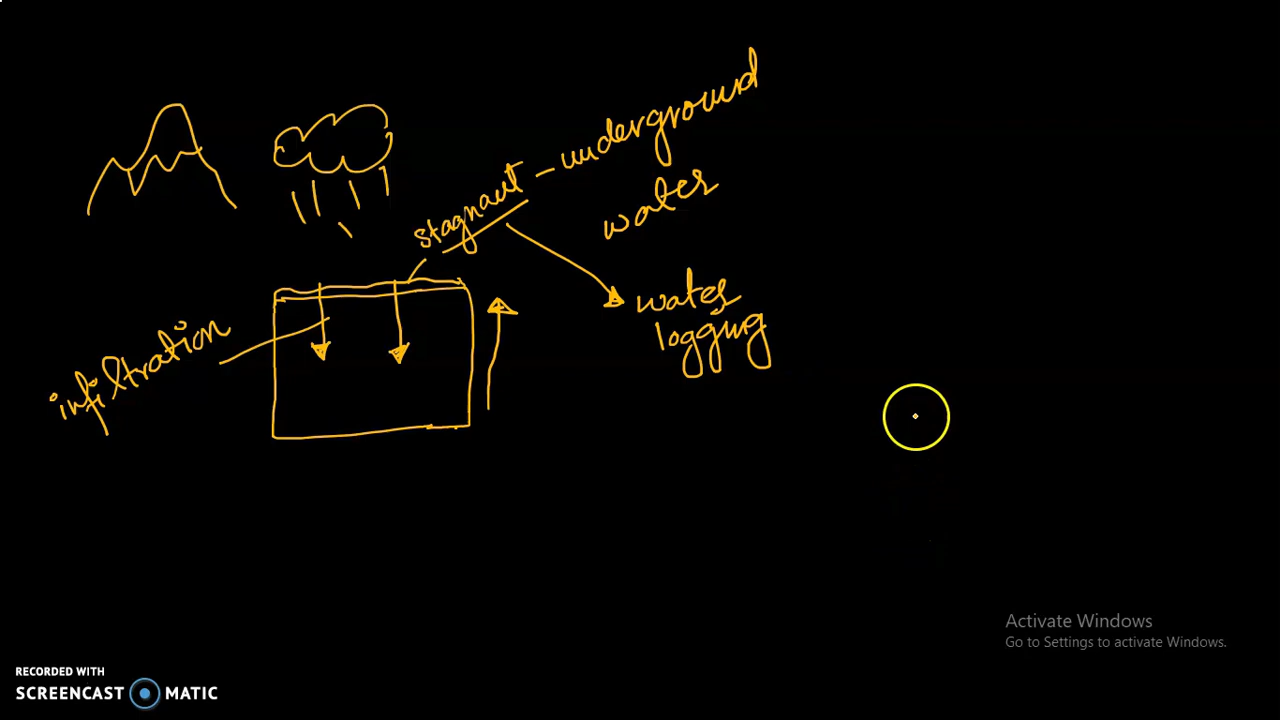 stagnant - underground
water
water
logging
infiltration
Activate Windows
Go to Settings to activate Windows.
RECORDED WITH
SCREENCAST MATIC